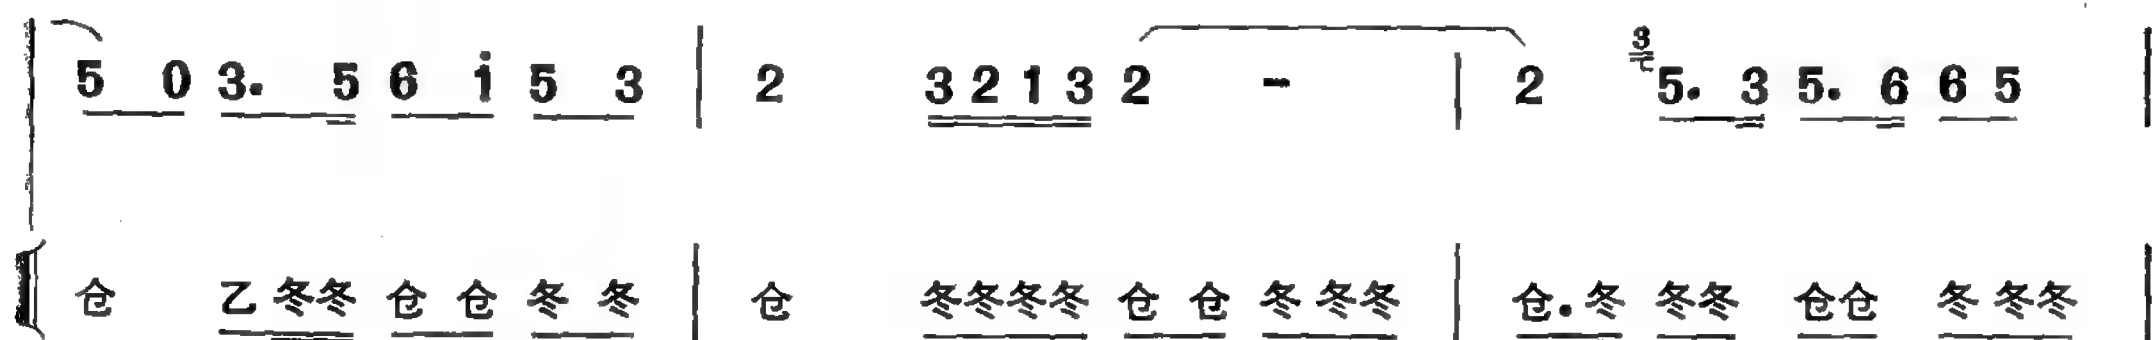 5 0 3. 5 6 i 5 3 | 2 3 2 1 3 2 - | 2 3 5. 3 5. 6 6 5 |
仓 乙 冬冬 仓 仓 冬 冬 | 仓 冬冬冬冬 仓 仓 冬 冬冬 | 仓.冬 冬冬 仓仓 冬 冬冬 |